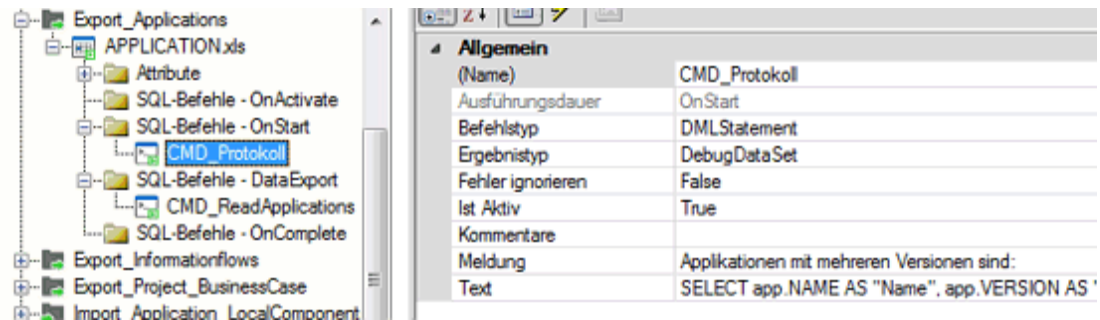 Export_Applications
APPLICATION.xls
Attribute
SQL-Befehle - OnActivate
SQL-Befehle - OnStart
CMD_Protokoll
SQL-Befehle - DataExport
CMD_ReadApplications
SQL-Befehle - OnComplete
Export_Informationflows
Export_Project_BusinessCase
Import_Application_LocalComponent
Allgemein
(Name) CMD_Protokoll
Ausführungsdauer OnStart
Befehlstyp DMLStatement
Ergebnistyp DebugDataSet
Fehler ignorieren False
Ist Aktiv True
Kommentare
Meldung Applikationen mit mehreren Versionen sind:
Text SELECT app.NAME AS "Name", app.VERSION AS "